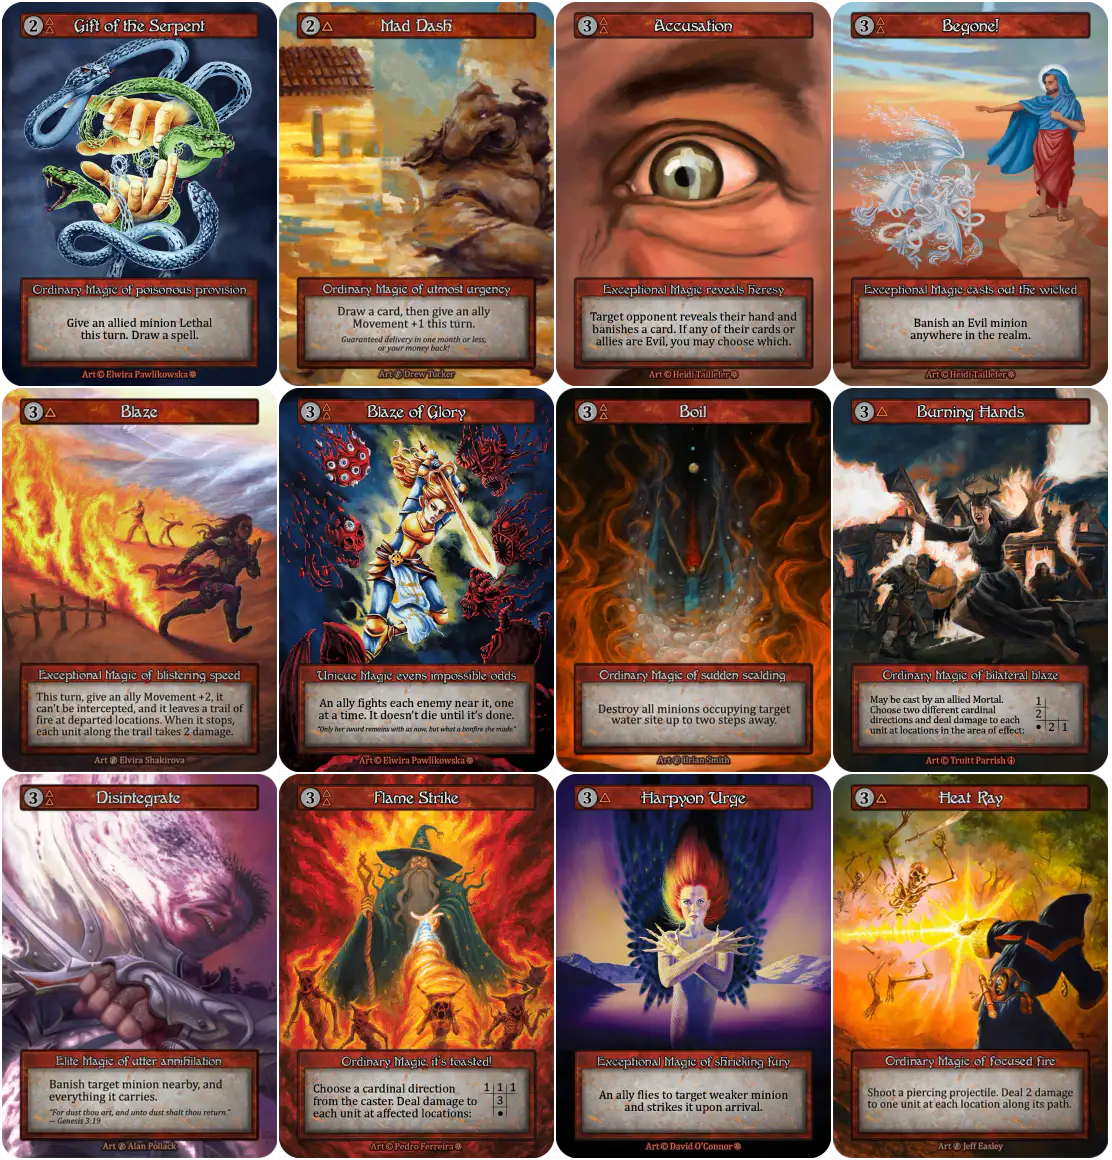 2 Gift of the Serpent
Ordinary Magic of poisonous provision
Give an allied minion Lethal
this turn. Draw a spell.
Art © Elwira Pawlikowska
2 Mad Dash
Ordinary Magic of utmost urgency
Draw a card, then give an ally
Movement +1 this turn.
Guaranteed delivery in one month or less,
or your money back!
Art Drew Tucker
3 Accusation
Exceptional Magic reveals heresy
Target opponent reveals their hand and
banishes a card. If any of their cards or
allies are Evil, you may choose which.
Art © Heidi Taillefer
3 Begone!
Exceptional Magic casts out the wicked
Banish an Evil minion
anywhere in the realm.
Art © Heidi Taillefer
3 Blaze
Exceptional Magic of blistering speed
This turn, give an ally Movement +2, it
can't be intercepted, and it leaves a trail of
fire at departed locations. When it stops,
each unit along the trail takes 2 damage.
Art Elvira Shakirova
3 Blaze of Glory
Unique Magic evens impossible odds
An ally fights each enemy near it, one
at a time. It doesn't die until it's done.
"Only her sword remains with us now, but what a bonfire she made."
Art © Elwira Pawlikowska
3 Boil
Ordinary Magic of sudden scalding
Destroy all minions occupying target
water site up to two steps away.
Art Brian Smith
3 Burning Hands
Ordinary Magic of bilateral blaze
May be cast by an allied Mortal.
Choose two different cardinal
directions and deal damage to each
unit at locations in the area of effect:
1
2
• 2 1
Art © Truitt Parrish
3 Disintegrate
Elite Magic of utter annihilation
Banish target minion nearby, and
everything it carries.
"For dust thou art, and unto dust shalt thou return."
-- Genesis 3:19
Art Alan Pollack
3 Flame Strike
Ordinary Magic, it's toasted!
Choose a cardinal direction
from the caster. Deal damage to
each unit at affected locations:
1 1 1
3
•
Art © Pedro Ferreira
3 Harpyon Urge
Exceptional Magic of shrieking fury
An ally flies to target weaker minion
and strikes it upon arrival.
Art © David O'Connor
3 Heat Ray
Ordinary Magic of focused fire
Shoot a piercing projectile. Deal 2 damage
to one unit at each location along its path.
Art Jeff Easley